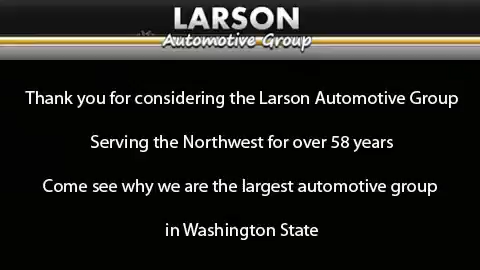 LARSON
Automotive Group
Thank you for considering the Larson Automotive Group
Serving the Northwest for over 58 years
Come see why we are the largest automotive group
in Washington State